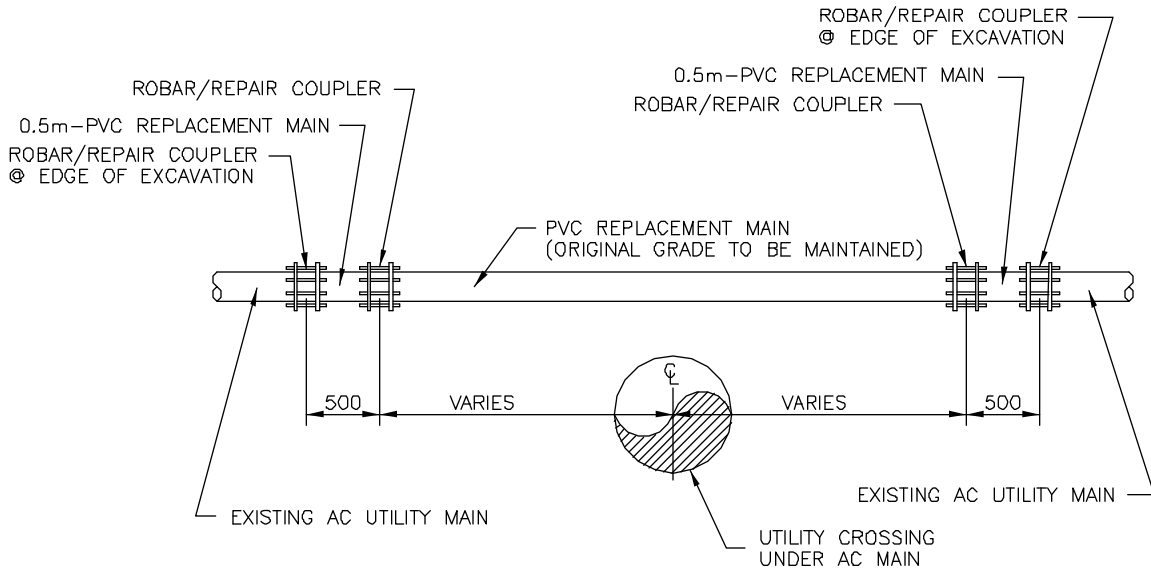 ROBAR/REPAIR COUPLER
@ EDGE OF EXCAVATION
0.5m-PVC REPLACEMENT MAIN
ROBAR/REPAIR COUPLER
ROBAR/REPAIR COUPLER
0.5m-PVC REPLACEMENT MAIN
ROBAR/REPAIR COUPLER
@ EDGE OF EXCAVATION
PVC REPLACEMENT MAIN
(ORIGINAL GRADE TO BE MAINTAINED)
℄
500
VARIES
VARIES
500
EXISTING AC UTILITY MAIN
EXISTING AC UTILITY MAIN
UTILITY CROSSING
UNDER AC MAIN